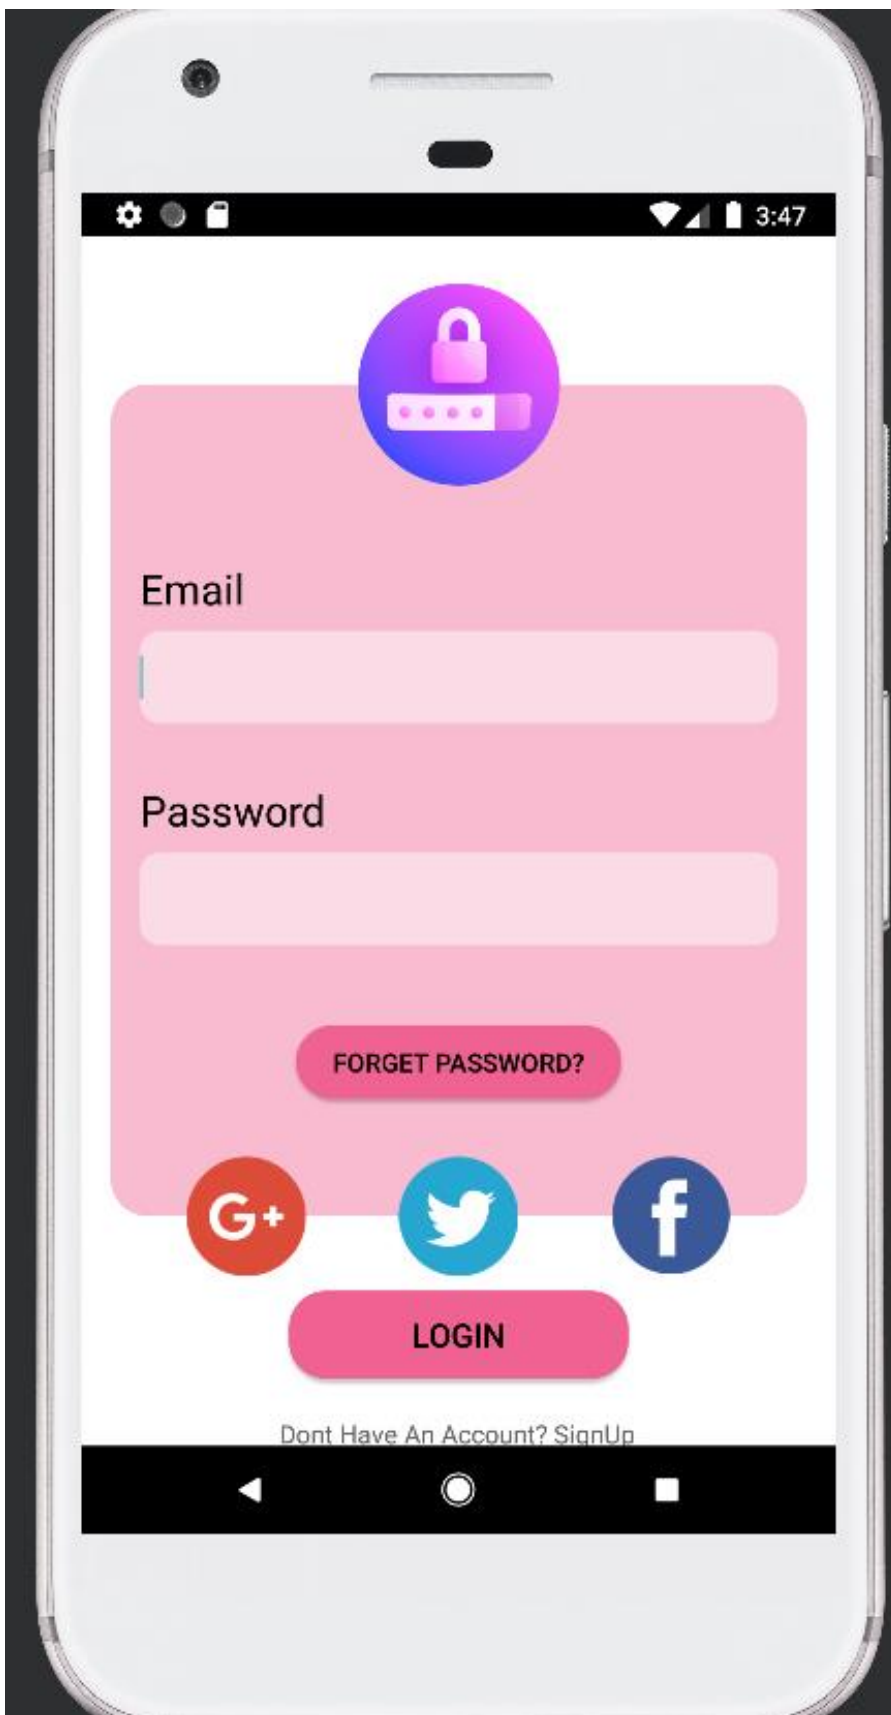 3:47
Email
Password
FORGET PASSWORD?
G+
LOGIN
Dont Have An Account? SignUp